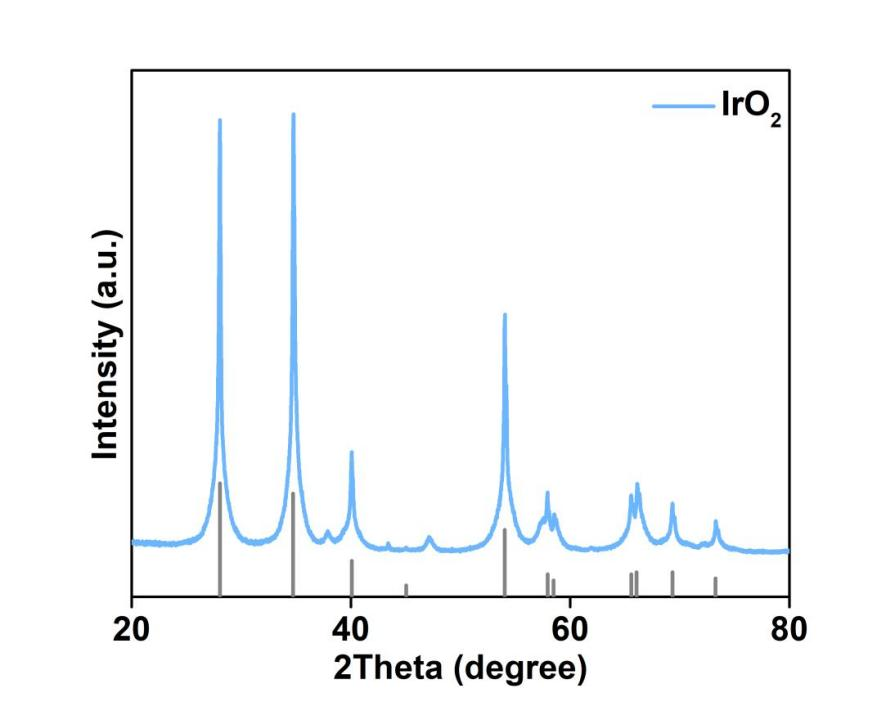 IrO₂
Intensity (a.u.)
20 40 60 80
2Theta (degree)